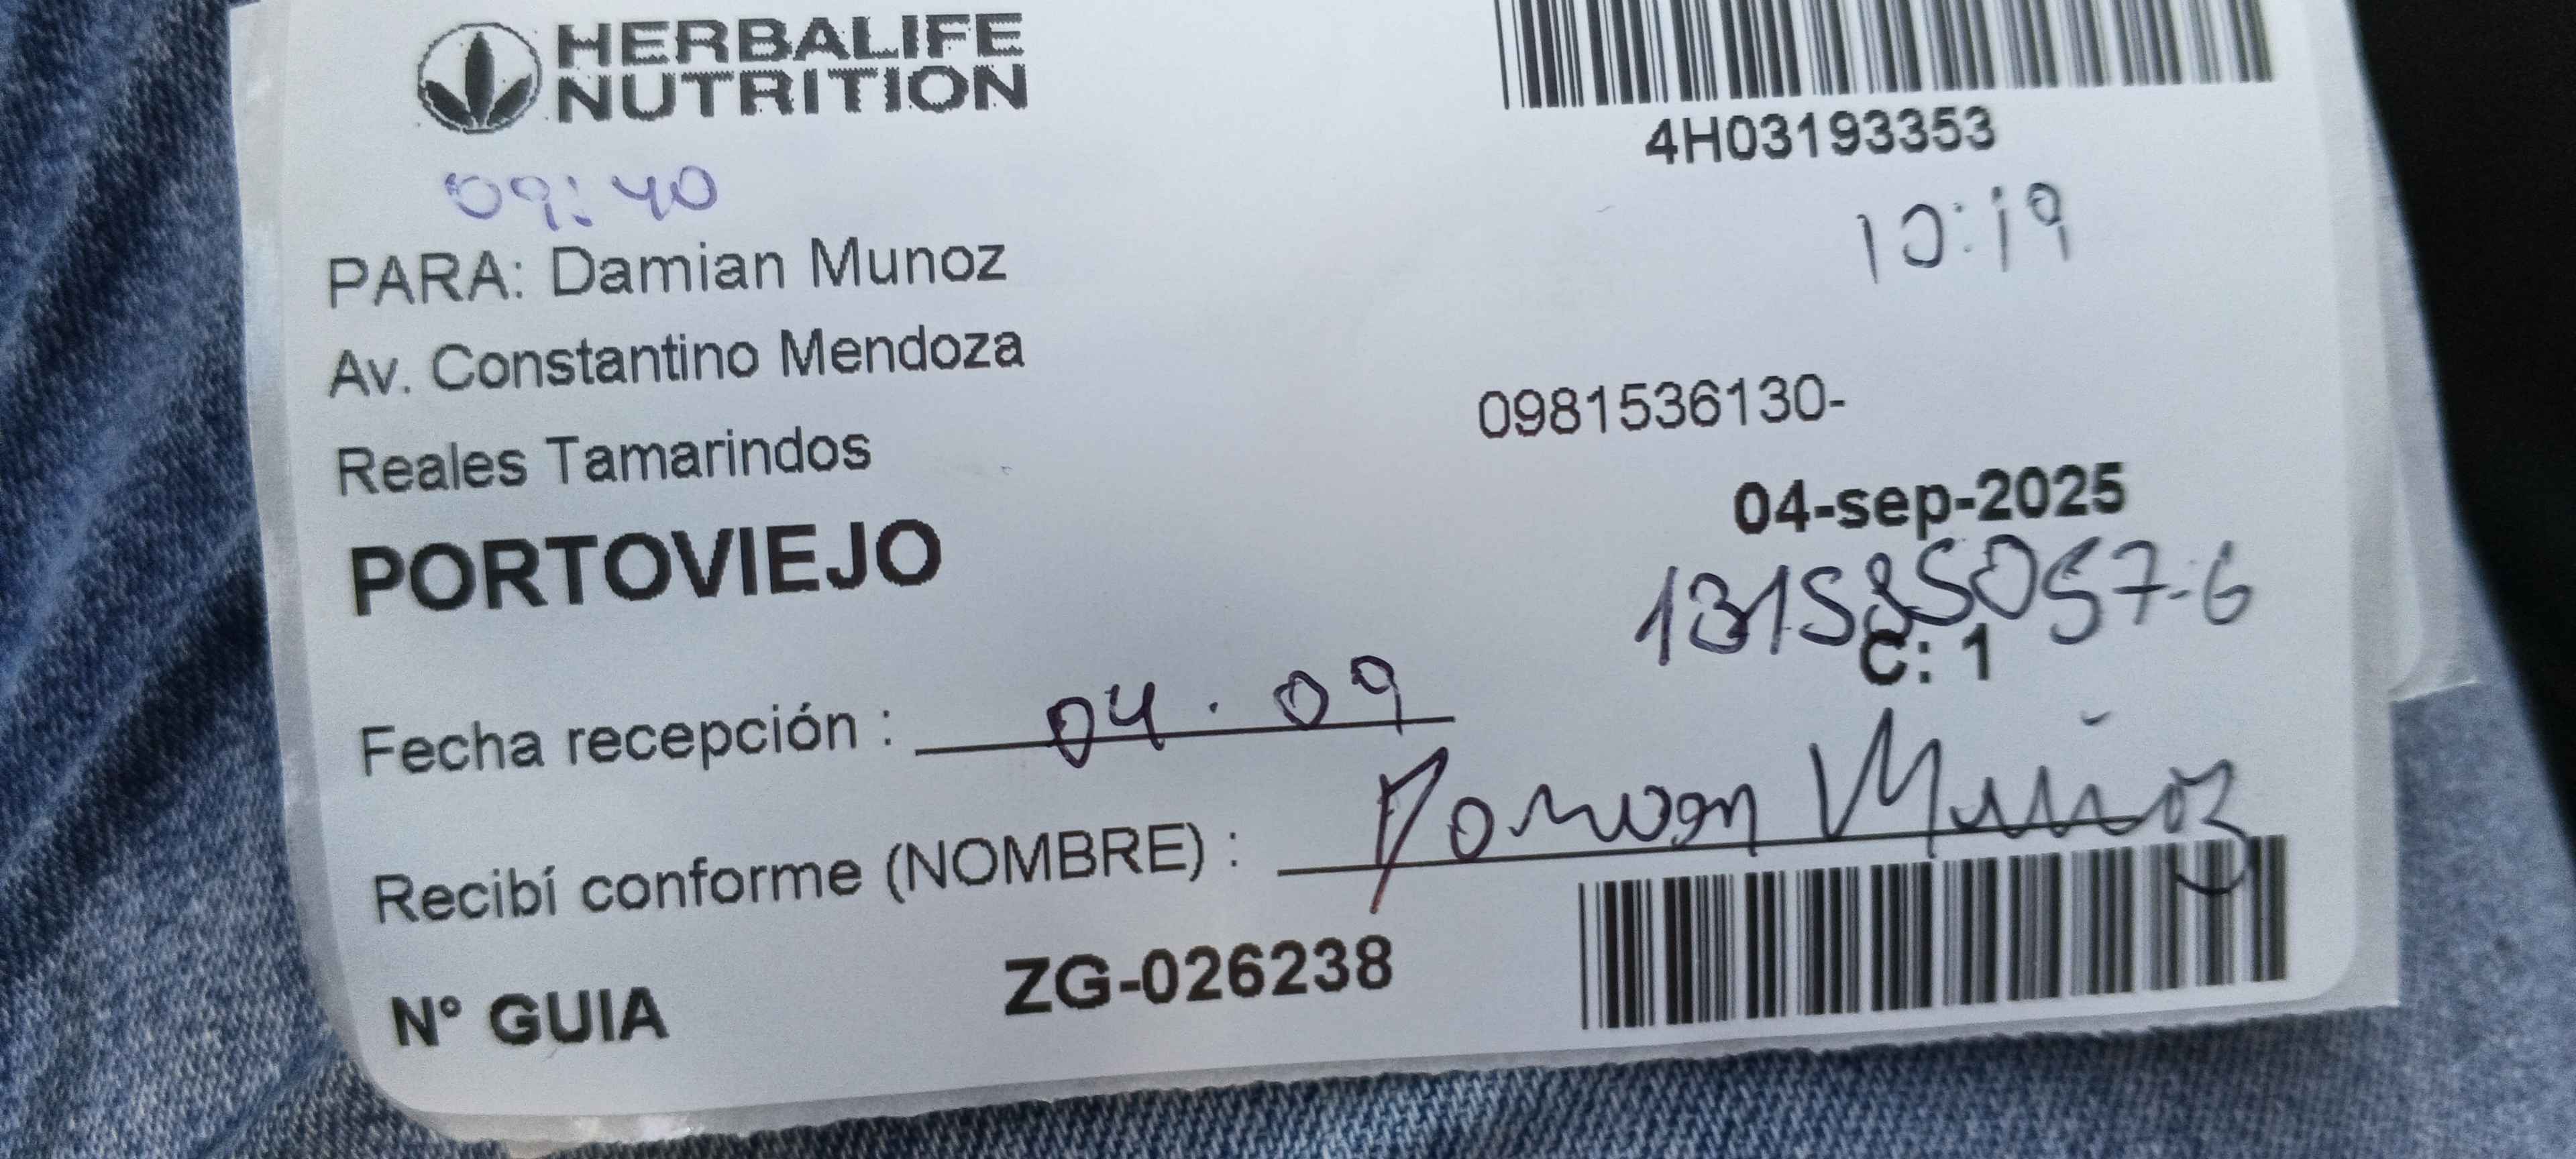 HERBALIFE
NUTRITION
4H03193353
09:40
10:19
PARA: Damian Munoz
Av. Constantino Mendoza
0981536130-
Reales Tamarindos
04-sep-2025
PORTOVIEJO
C: 1
Fecha recepción : 04.09
Recibí conforme (NOMBRE) : Damian Muñoz
N° GUIA ZG-026238